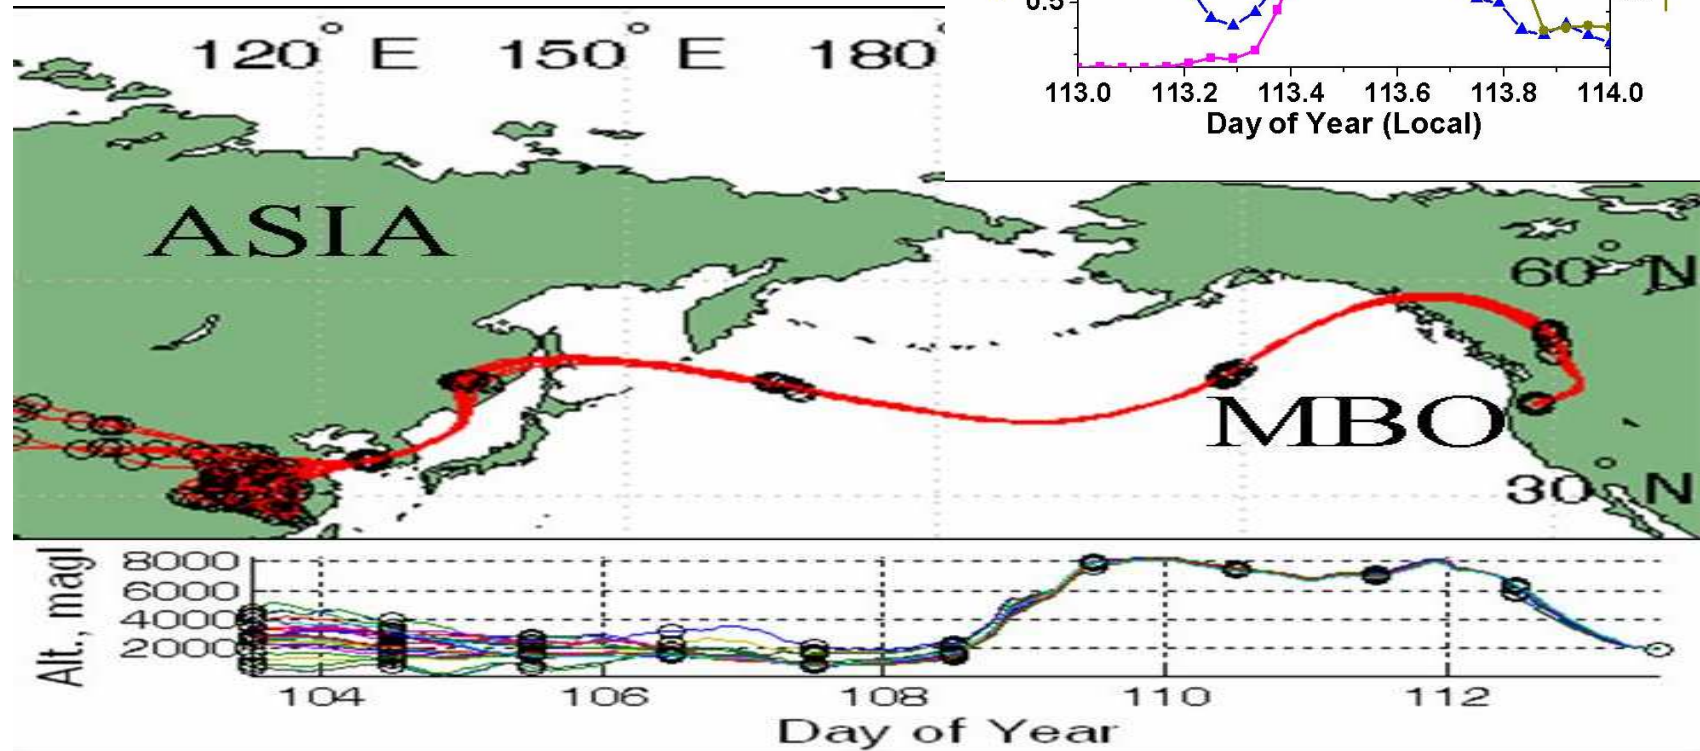 0.5
113.0 113.2 113.4 113.6 113.8 114.0
Day of Year (Local)
120° E 150° E 180
ASIA
60° N
MBO
30° N
Alt., magl
8000
6000
4000
2000
104 106 108 110 112
Day of Year